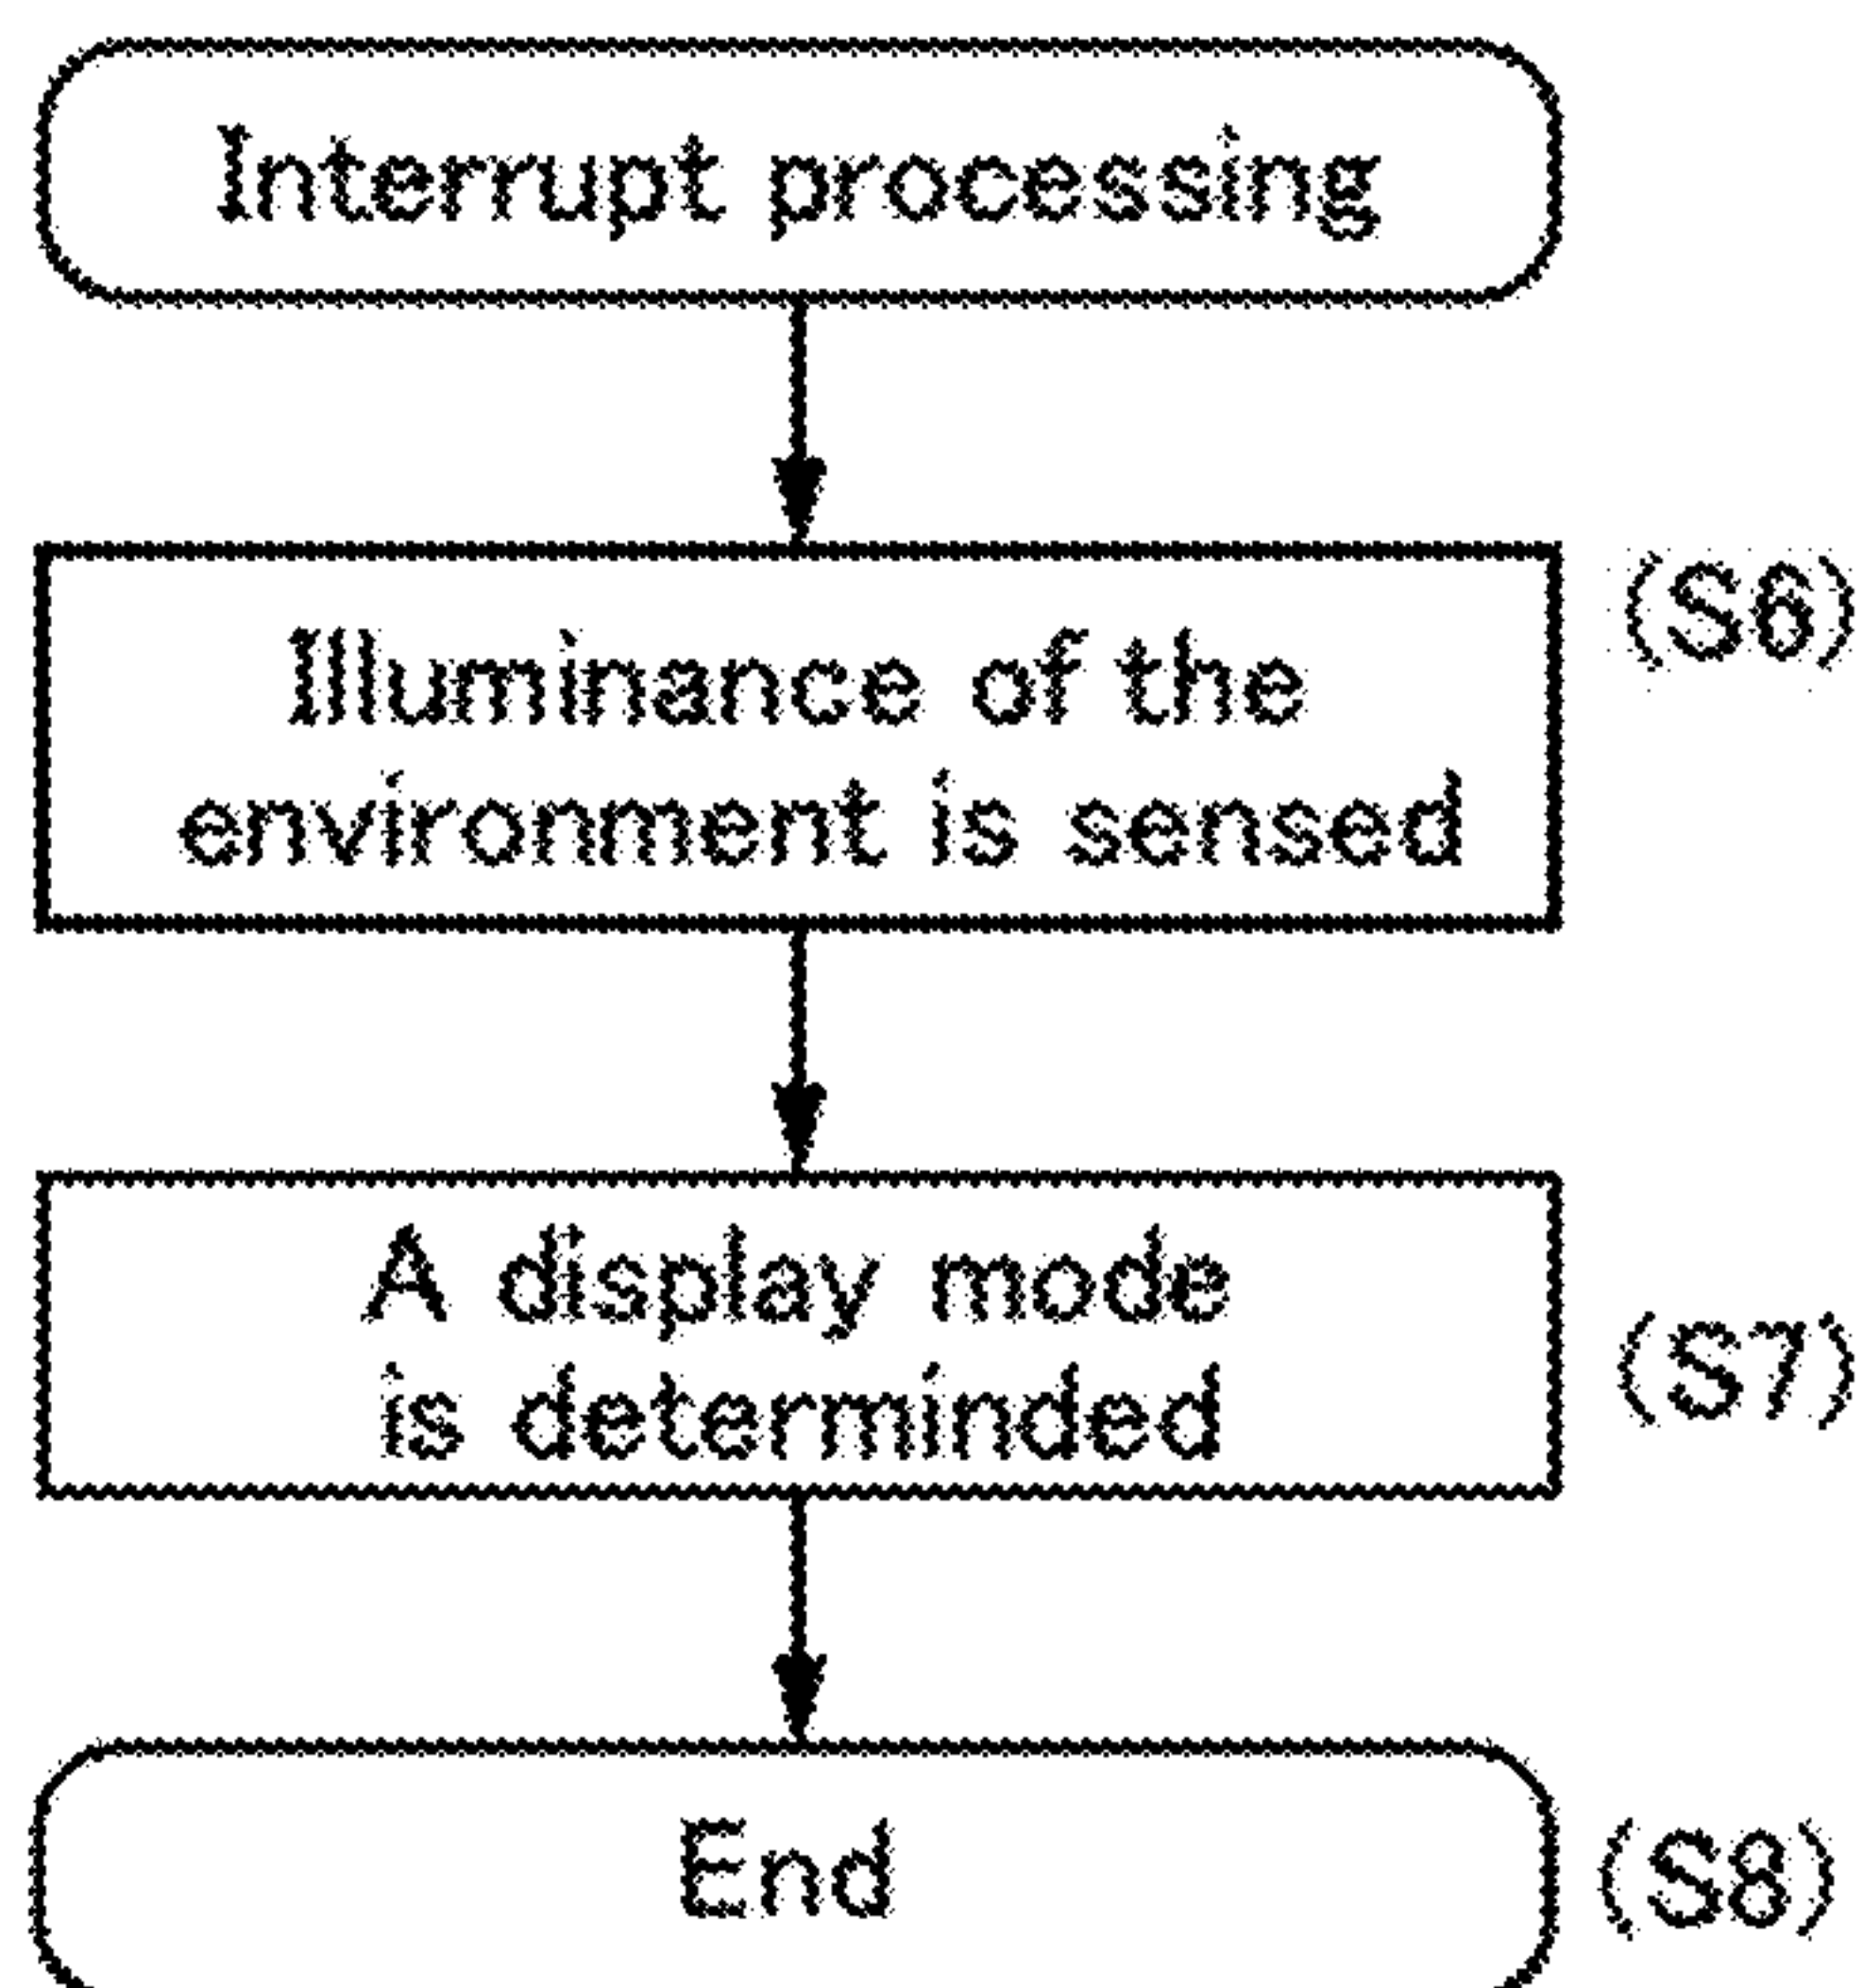 Interrupt processing
Illuminance of the
(S6)
environment is sensed
A display mode
(S7)
is determinded
End
(S8)